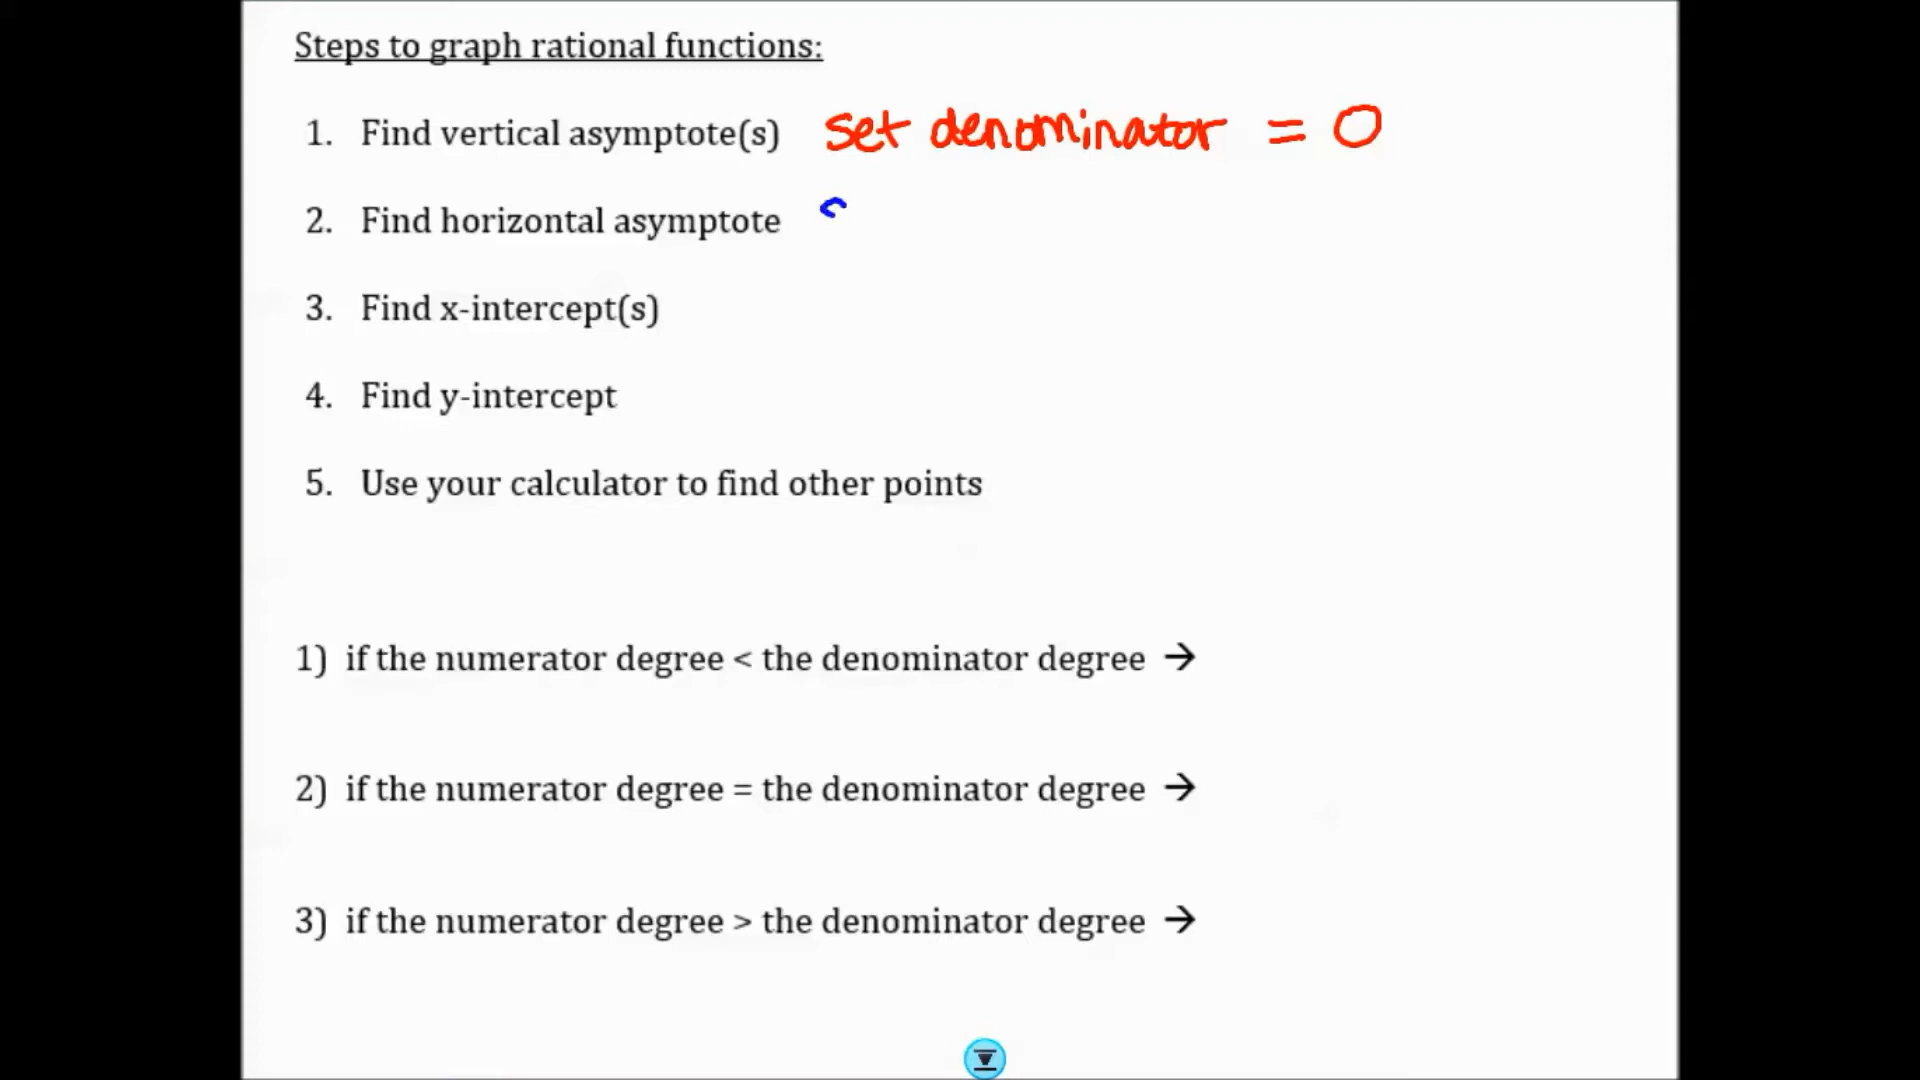 Steps to graph rational functions:
1. Find vertical asymptote(s) set denominator = 0
2. Find horizontal asymptote
3. Find x-intercept(s)
4. Find y-intercept
5. Use your calculator to find other points
1) if the numerator degree < the denominator degree →
2) if the numerator degree = the denominator degree →
3) if the numerator degree > the denominator degree →